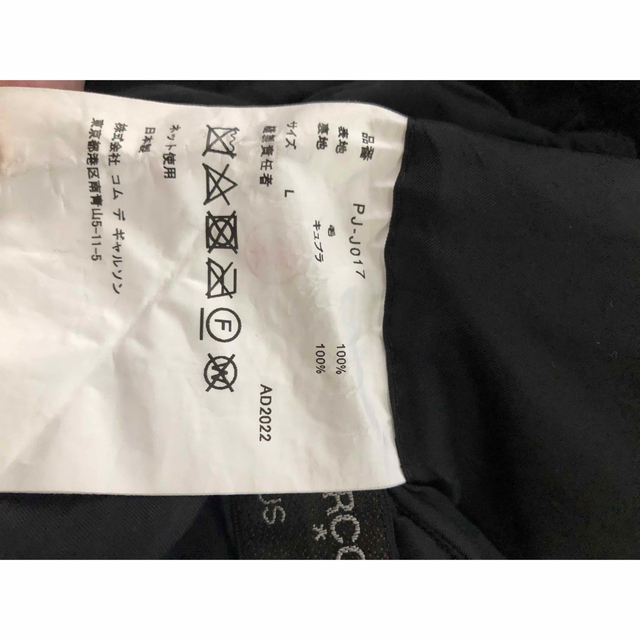 品番 PJ-J017
表地 毛 100%
裏地 キュプラ 100%
サイズ L
縫製責任者
AD2022
ネット使用
日本製
株式会社 コム デ ギャルソン
東京都港区南青山5-11-5